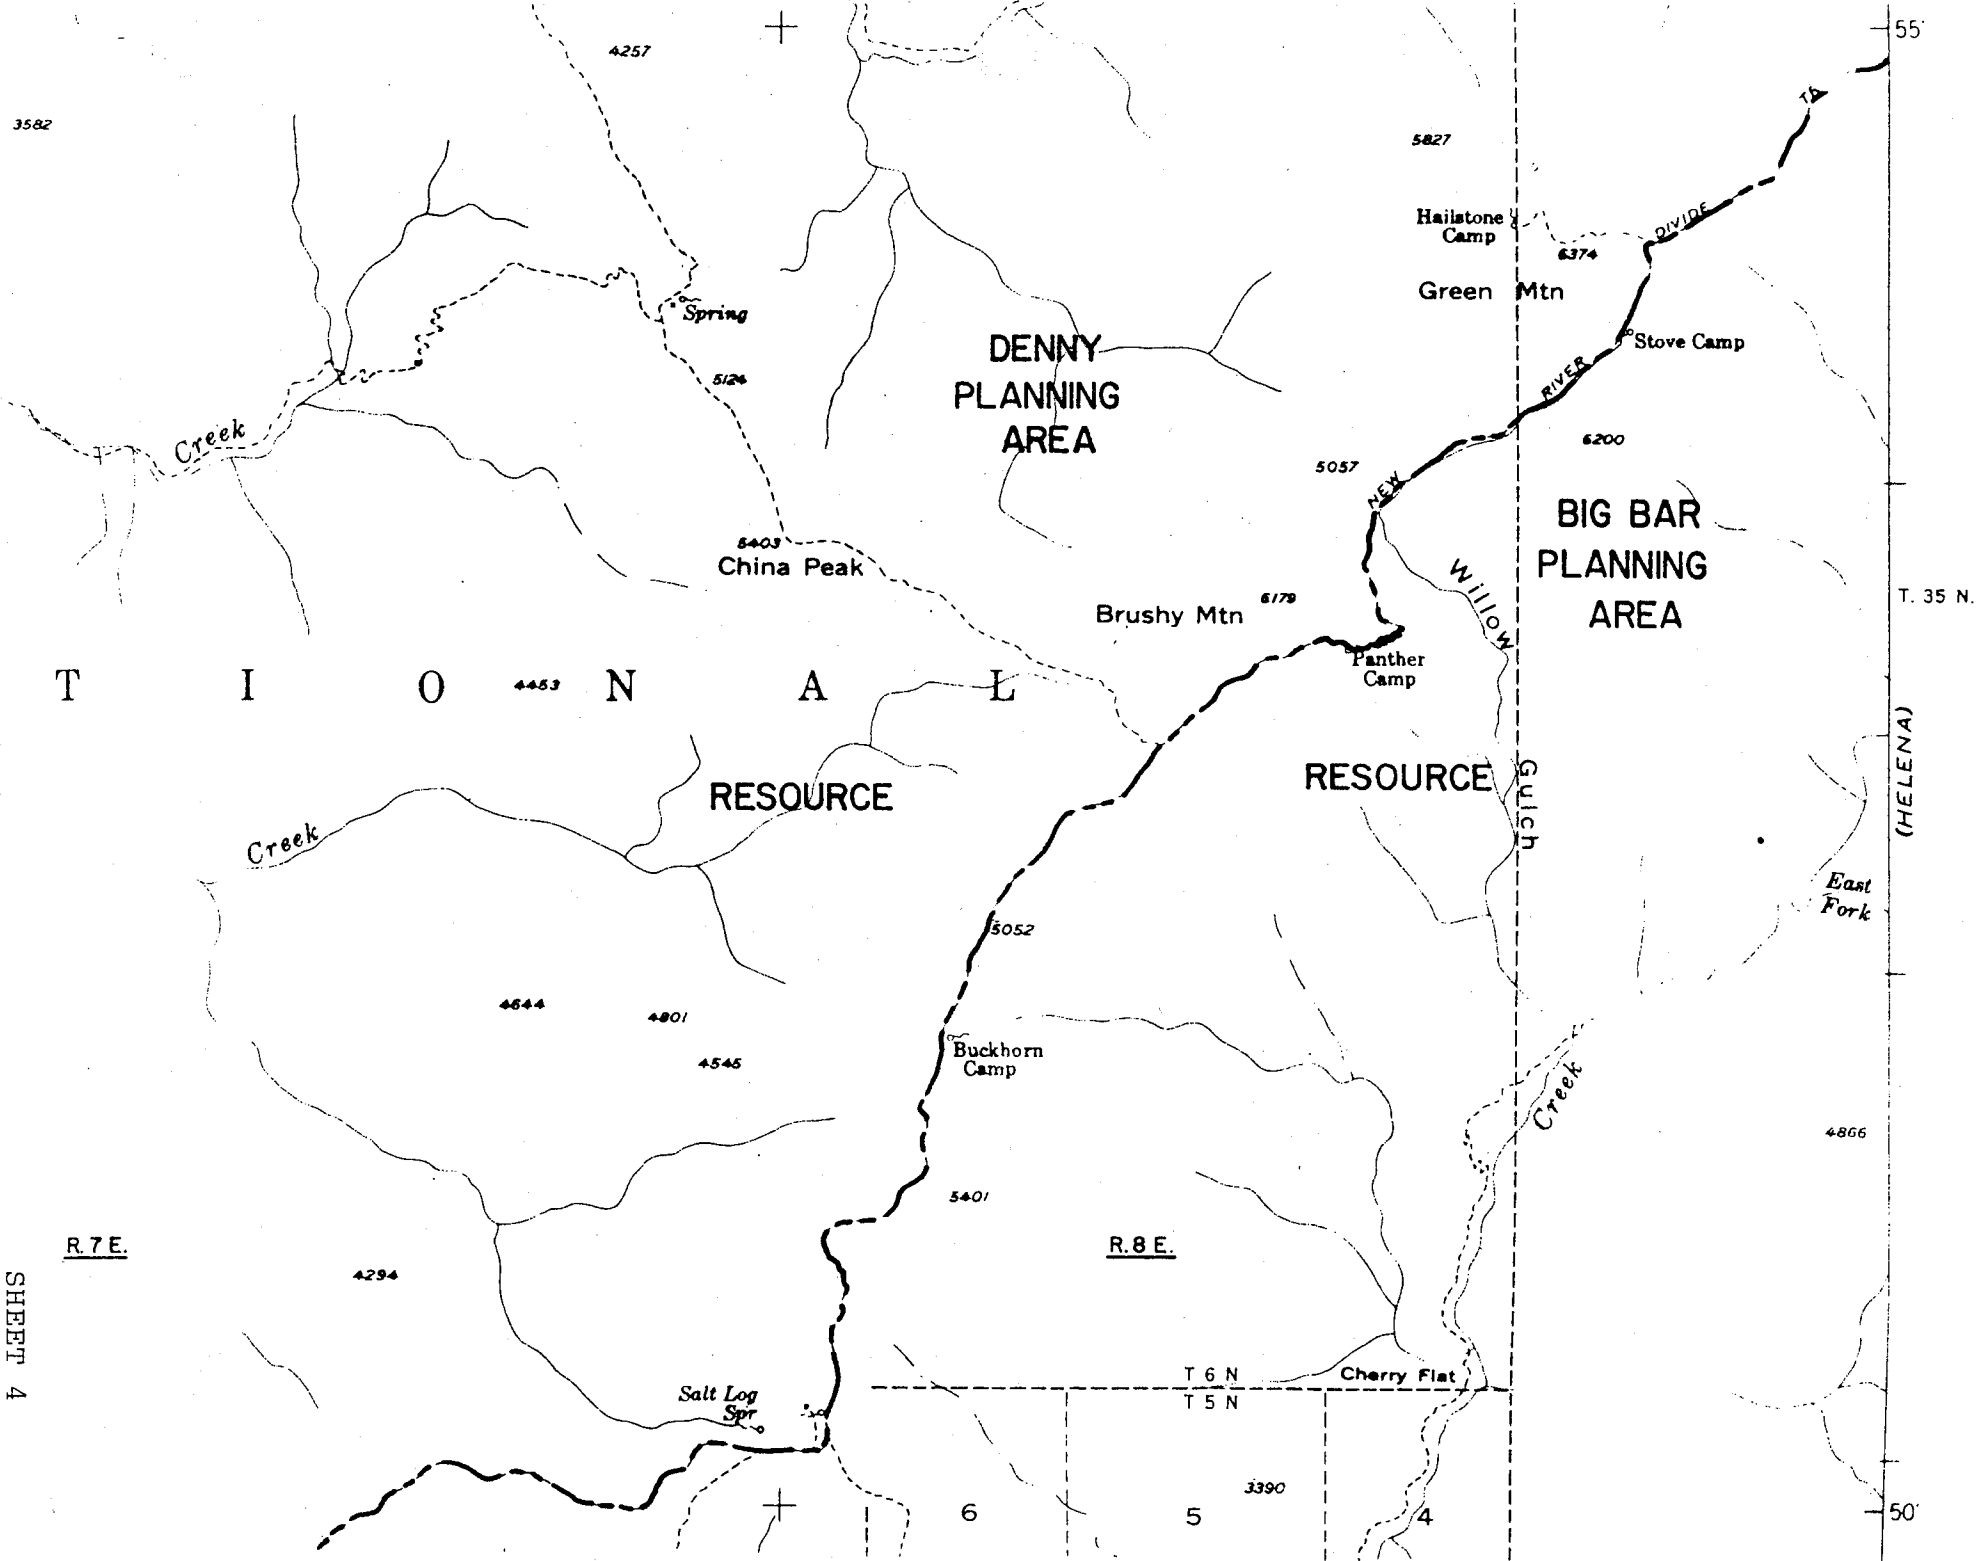 55'
4257
3582
5827
T6
Hailstone
Camp
DIVIDE
6374
Green Mtn
Spring
Stove Camp
DENNY
PLANNING
AREA
5124
RIVER
Creek
6200
5057
NEW
BIG BAR
PLANNING
AREA
5403
China Peak
Willow
T. 35 N.
6179
Brushy Mtn
Panther
Camp
T I O N A L
4453
(HELENA)
RESOURCE
RESOURCE
Gulch
Creek
East
Fork
5052
4644
4801
4545
Buckhorn
Camp
Creek
4866
5401
R. 7 E.
R. 8 E.
4294
SHEET 4
T 6 N
Cherry Flat
T 5 N
Salt Log
Spr
3390
6
5
4
50'